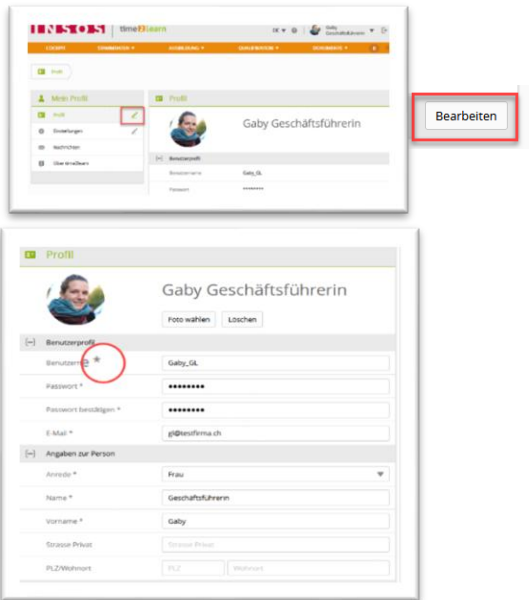 INSOS time2learn DE Gaby
Geschäftsführerin
COCKPIT STAMMDATEN AUSBILDUNG QUALIFIKATION DOKUMENTE
Profil
Mein Profil
Profil
Einstellungen
Nachrichten
Über time2learn
Profil
Gaby Geschäftsführerin
[-] Benutzerprofil
Benutzername Gaby_GL
Passwort ••••••••
Bearbeiten
Profil
Gaby Geschäftsführerin
Foto wählen Löschen
[-] Benutzerprofil
Gaby_GL
Passwort * ••••••••
Passwort bestätigen * ••••••••
E-Mail * gl@testfirma.ch
[-] Angaben zur Person
Anrede * Frau
Name * Geschäftsführerin
Vorname * Gaby
Strasse Privat Strasse Privat
PLZ/Wohnort PLZ Wohnort